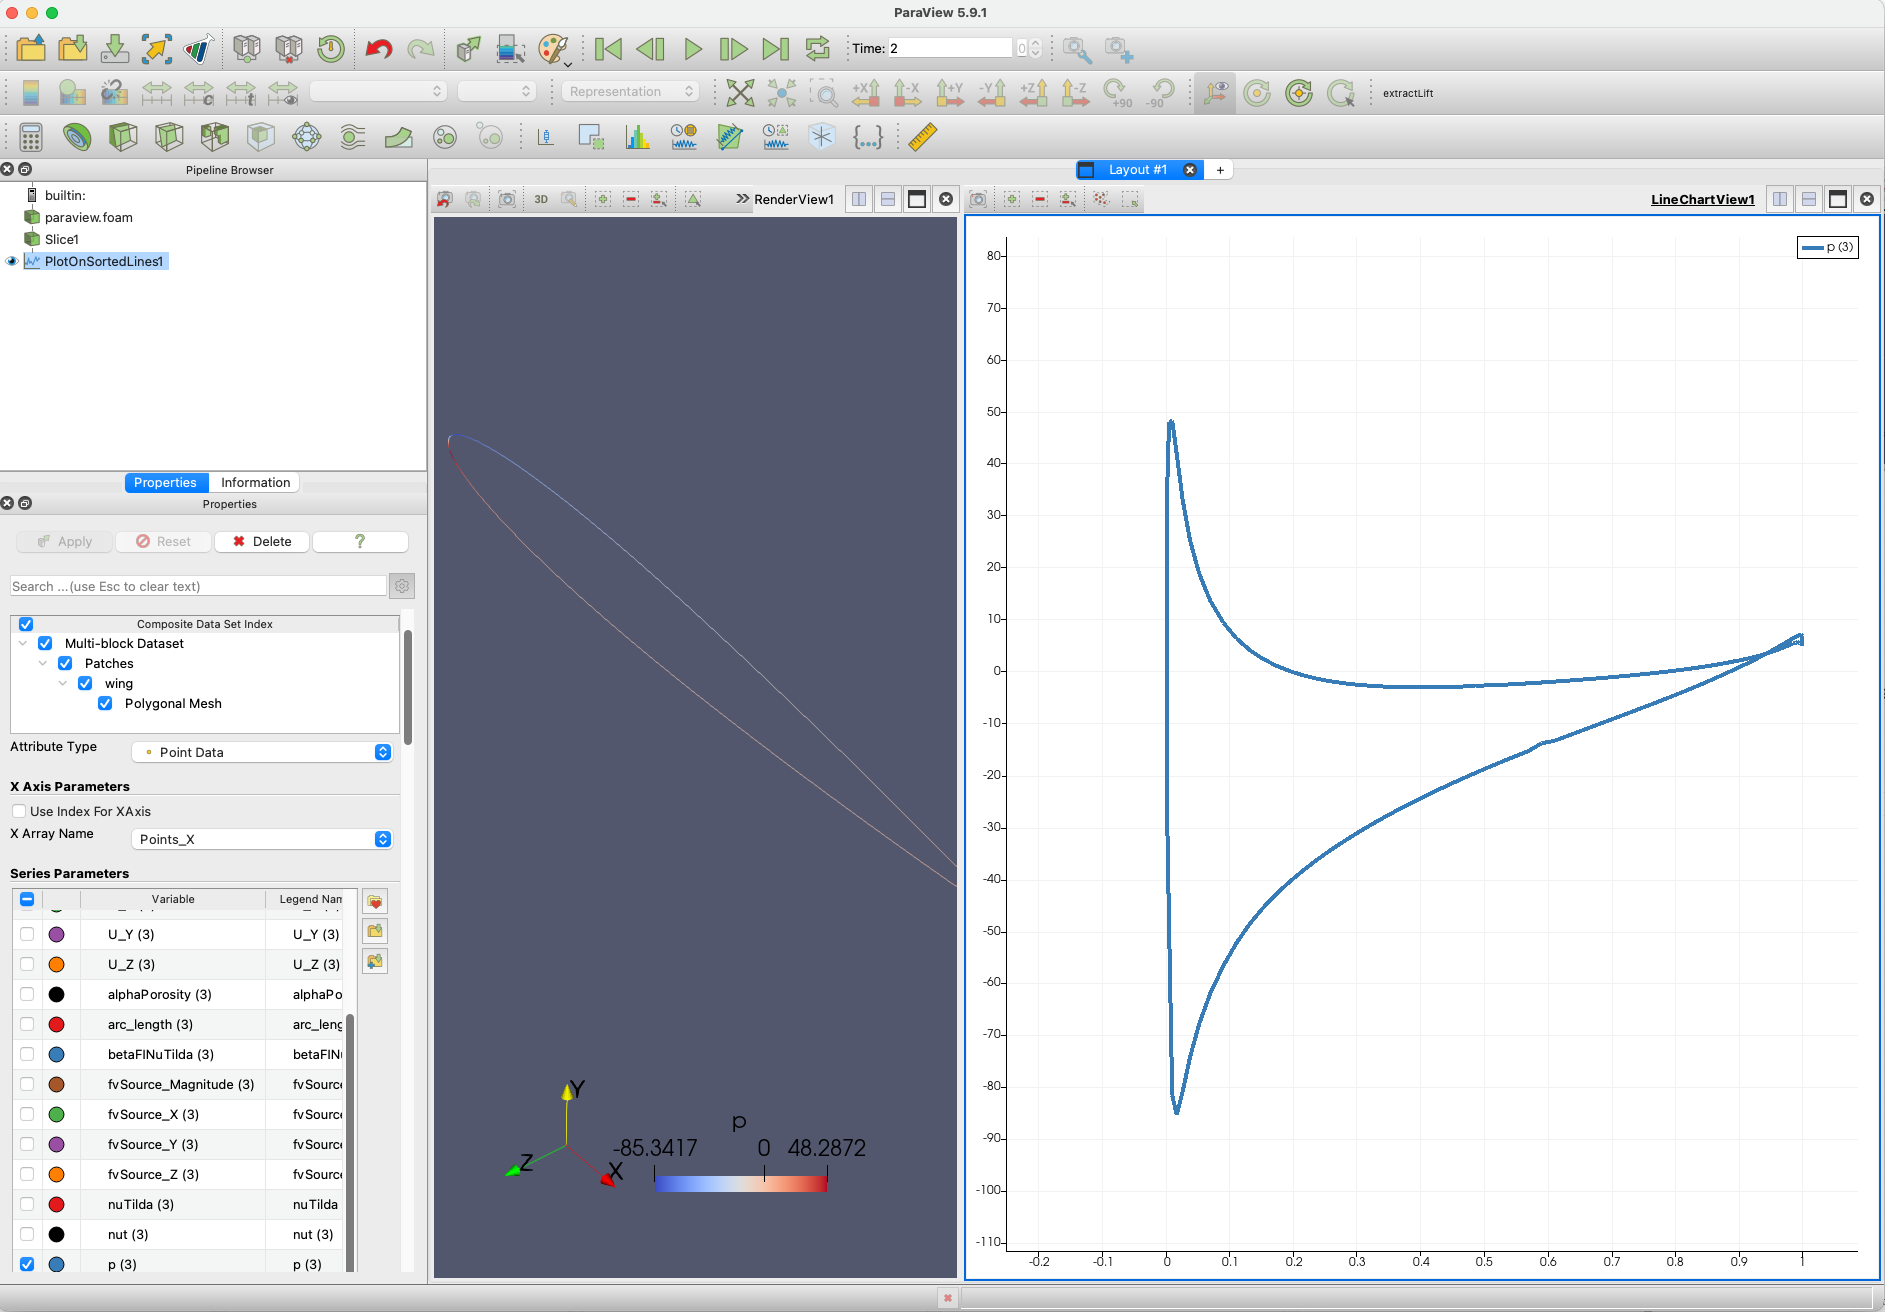 ParaView 5.9.1
Time: 2
0
Representation
+X
-X
+Y
-Y
+Z
-Z
+90
-90
extractLift
Pipeline Browser
builtin:
paraview.foam
Slice1
PlotOnSortedLines1
Properties
Information
Properties
Apply
Reset
Delete
?
Search ...(use Esc to clear text)
Composite Data Set Index
Multi-block Dataset
Patches
wing
Polygonal Mesh
Attribute Type
Point Data
X Axis Parameters
Use Index For XAxis
X Array Name
Points_X
Series Parameters
Variable Legend Nam
U_Y (3) U_Y (3)
U_Z (3) U_Z (3)
alphaPorosity (3) alphaPo
arc_length (3) arc_leng
betaFINuTilda (3) betaFINu
fvSource_Magnitude (3) fvSource
fvSource_X (3) fvSource
fvSource_Y (3) fvSource
fvSource_Z (3) fvSource
nuTilda (3) nuTilda
nut (3) nut (3)
p (3) p (3)
Layout #1
+
3D
RenderView1
Y
Z
X
p
-85.3417 0 48.2872
LineChartView1
p (3)
80
70
60
50
40
30
20
10
0
-10
-20
-30
-40
-50
-60
-70
-80
-90
-100
-110
-0.2 -0.1 0 0.1 0.2 0.3 0.4 0.5 0.6 0.7 0.8 0.9 1